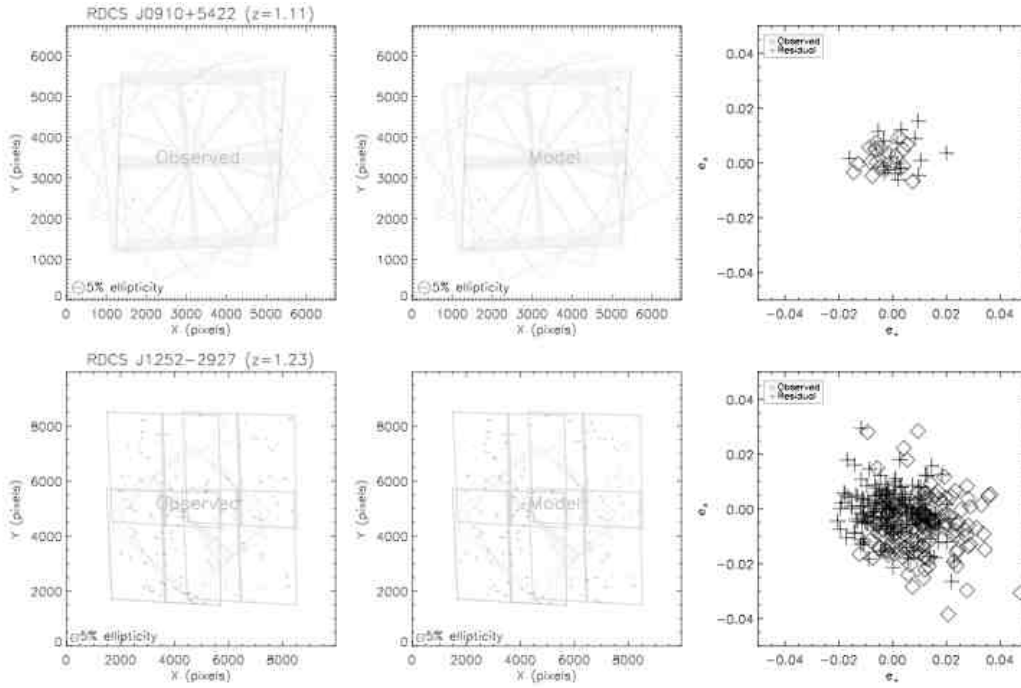 RDCS J0910+5422 (z=1.11)
6000
5000
4000
3000
2000
1000
0
Y (pixels)
Observed
⊖5% ellipticity
0 1000 2000 3000 4000 5000 6000
X (pixels)
6000
5000
4000
3000
2000
1000
0
Y (pixels)
Model
⊖5% ellipticity
0 1000 2000 3000 4000 5000 6000
X (pixels)
0.04
0.02
0.00
-0.02
-0.04
◇ Observed
+ Residual
-0.04 -0.02 0.00 0.02 0.04
e₊
RDCS J1252-2927 (z=1.23)
8000
6000
4000
2000
0
Y (pixels)
Observed
⊖5% ellipticity
0 2000 4000 6000 8000
X (pixels)
8000
6000
4000
2000
0
Y (pixels)
Model
⊖5% ellipticity
0 2000 4000 6000 8000
X (pixels)
0.04
0.02
0.00
-0.02
-0.04
◇ Observed
+ Residual
-0.04 -0.02 0.00 0.02 0.04
e₊